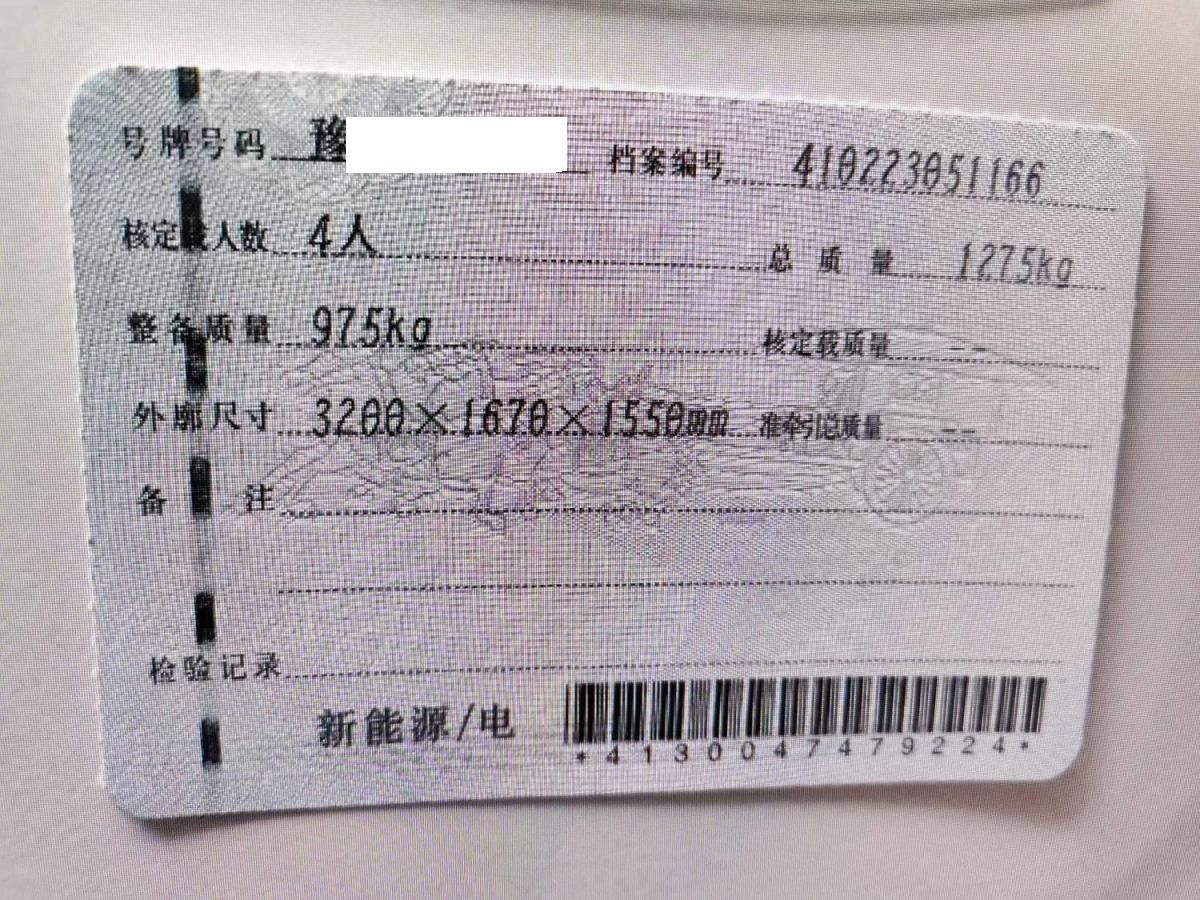 号牌号码 豫 档案编号 410223051166
核定载人数 4人 总质量 1275kg
整备质量 975kg 核定载质量 --
外廓尺寸 3200×1670×1550mm 准牵引总质量 --
备注
检验记录
新能源/电
*4130047479224*